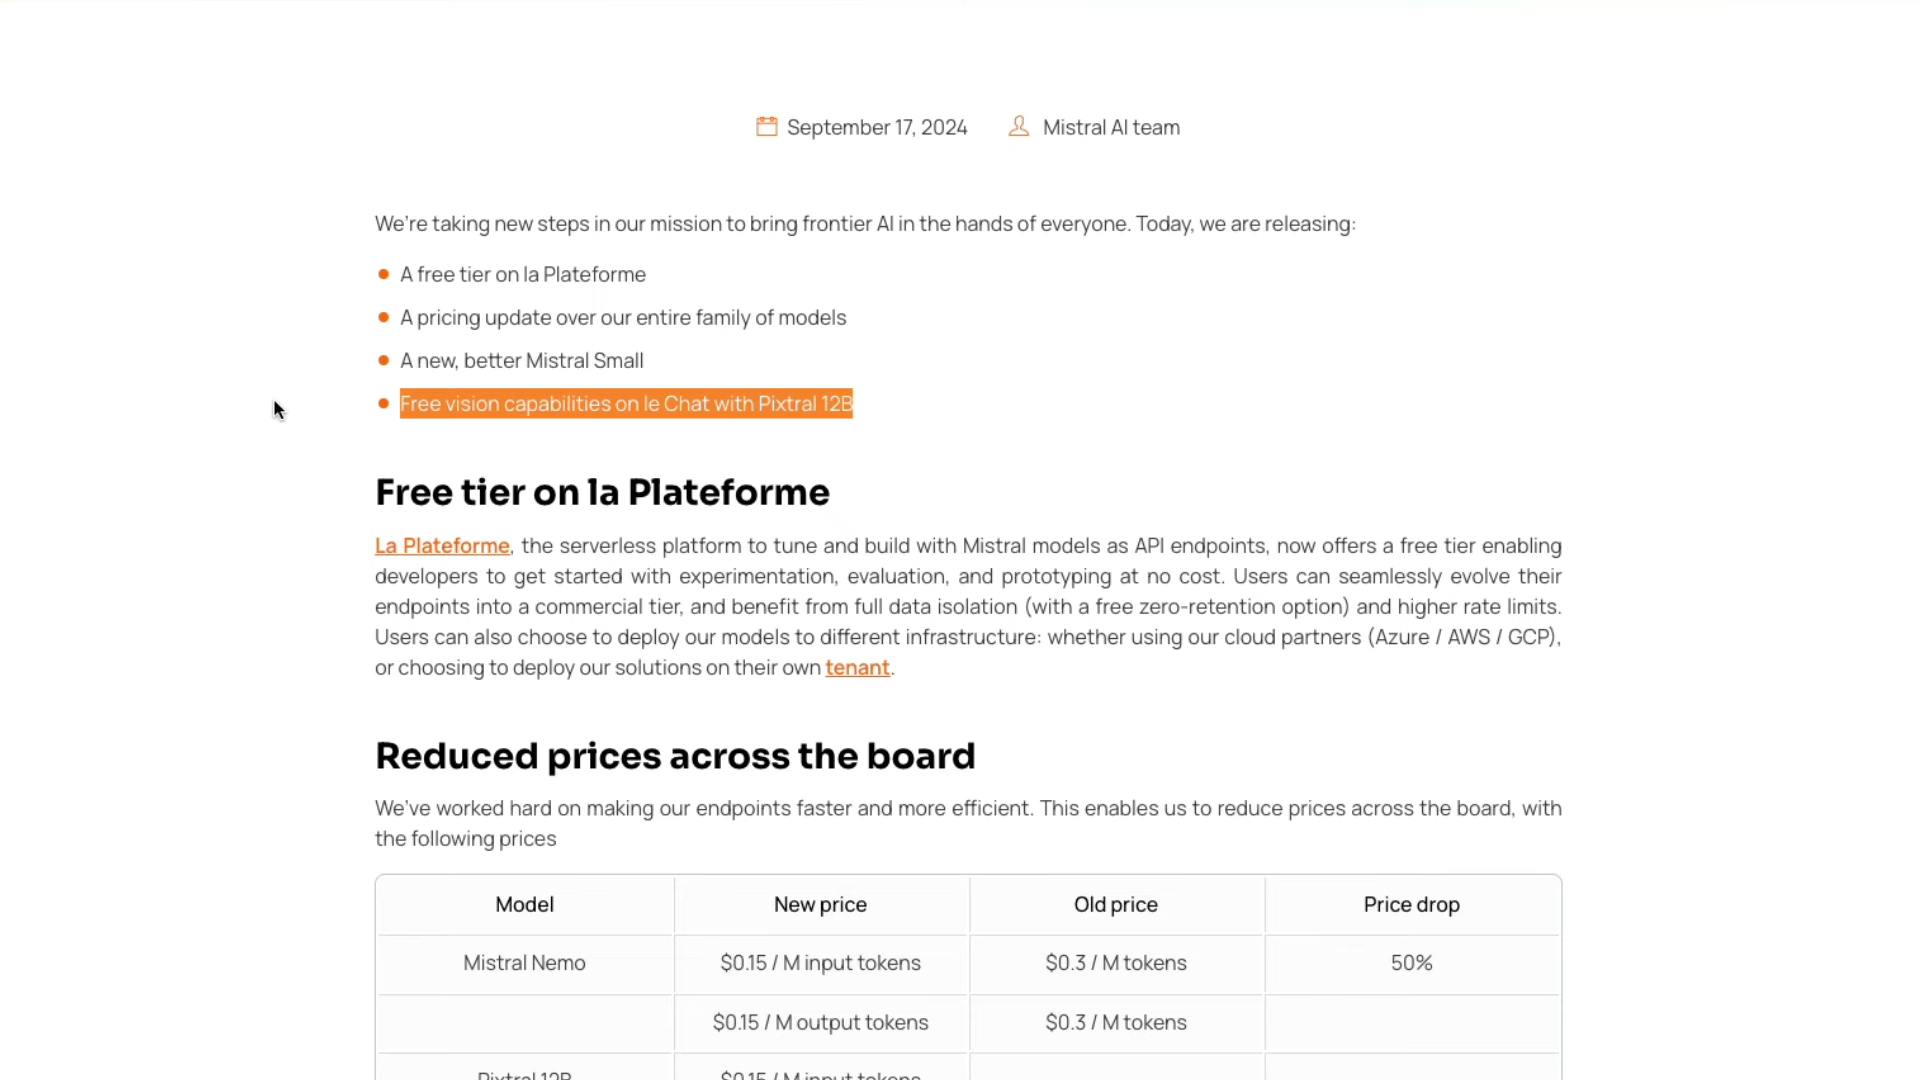 September 17, 2024 Mistral AI team
We're taking new steps in our mission to bring frontier AI in the hands of everyone. Today, we are releasing:
A free tier on la Plateforme
A pricing update over our entire family of models
A new, better Mistral Small
Free vision capabilities on le Chat with Pixtral 12B
Free tier on la Plateforme
La Plateforme, the serverless platform to tune and build with Mistral models as API endpoints, now offers a free tier enabling
developers to get started with experimentation, evaluation, and prototyping at no cost. Users can seamlessly evolve their
endpoints into a commercial tier, and benefit from full data isolation (with a free zero-retention option) and higher rate limits.
Users can also choose to deploy our models to different infrastructure: whether using our cloud partners (Azure / AWS / GCP),
or choosing to deploy our solutions on their own tenant.
Reduced prices across the board
We've worked hard on making our endpoints faster and more efficient. This enables us to reduce prices across the board, with
the following prices
Model New price Old price Price drop
Mistral Nemo $0.15 / M input tokens $0.3 / M tokens 50%
$0.15 / M output tokens $0.3 / M tokens
Pixtral 12B $0.15 / M input tokens